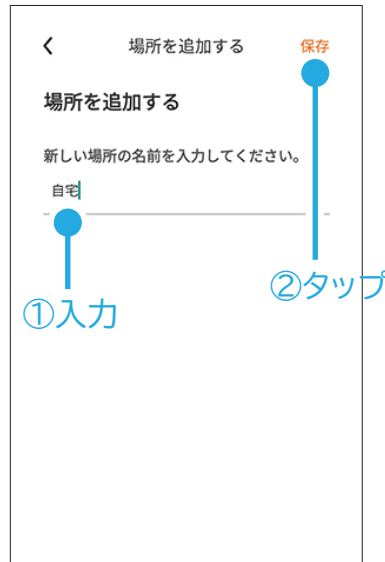 場所を追加する 保存
場所を追加する
新しい場所の名前を入力してください。
自宅
②タップ
①入力